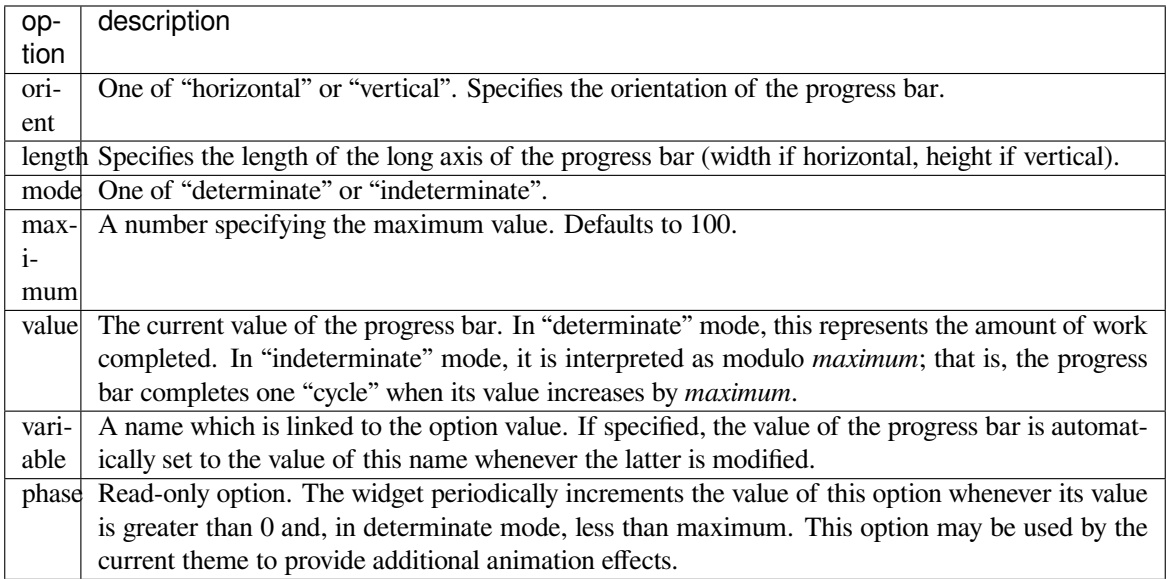 op- description
tion
ori- One of “horizontal” or “vertical”. Specifies the orientation of the progress bar.
ent
length Specifies the length of the long axis of the progress bar (width if horizontal, height if vertical).
mode One of “determinate” or “indeterminate”.
max- A number specifying the maximum value. Defaults to 100.
i-
mum
value The current value of the progress bar. In “determinate” mode, this represents the amount of work
completed. In “indeterminate” mode, it is interpreted as modulo maximum; that is, the progress
bar completes one “cycle” when its value increases by maximum.
vari- A name which is linked to the option value. If specified, the value of the progress bar is automat-
able ically set to the value of this name whenever the latter is modified.
phase Read-only option. The widget periodically increments the value of this option whenever its value
is greater than 0 and, in determinate mode, less than maximum. This option may be used by the
current theme to provide additional animation effects.